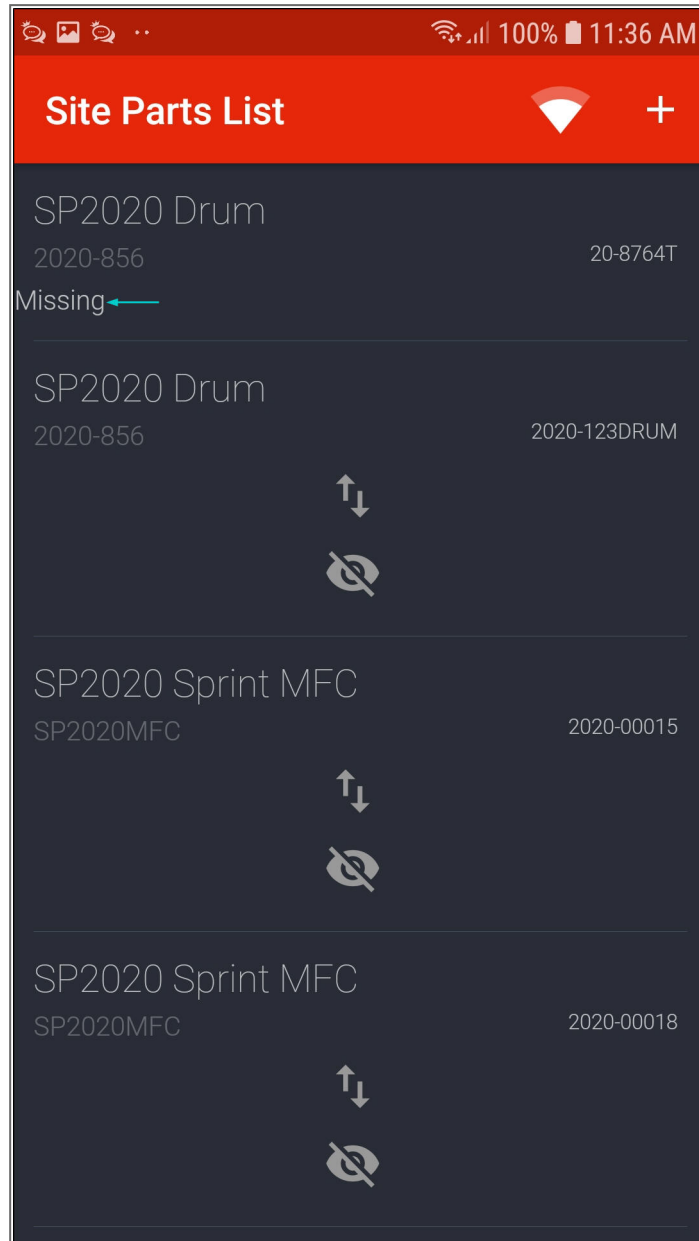 100% 11:36 AM
Site Parts List
SP2020 Drum
2020-856 20-8764T
Missing
SP2020 Drum
2020-856 2020-123DRUM
SP2020 Sprint MFC
SP2020MFC 2020-00015
SP2020 Sprint MFC
SP2020MFC 2020-00018